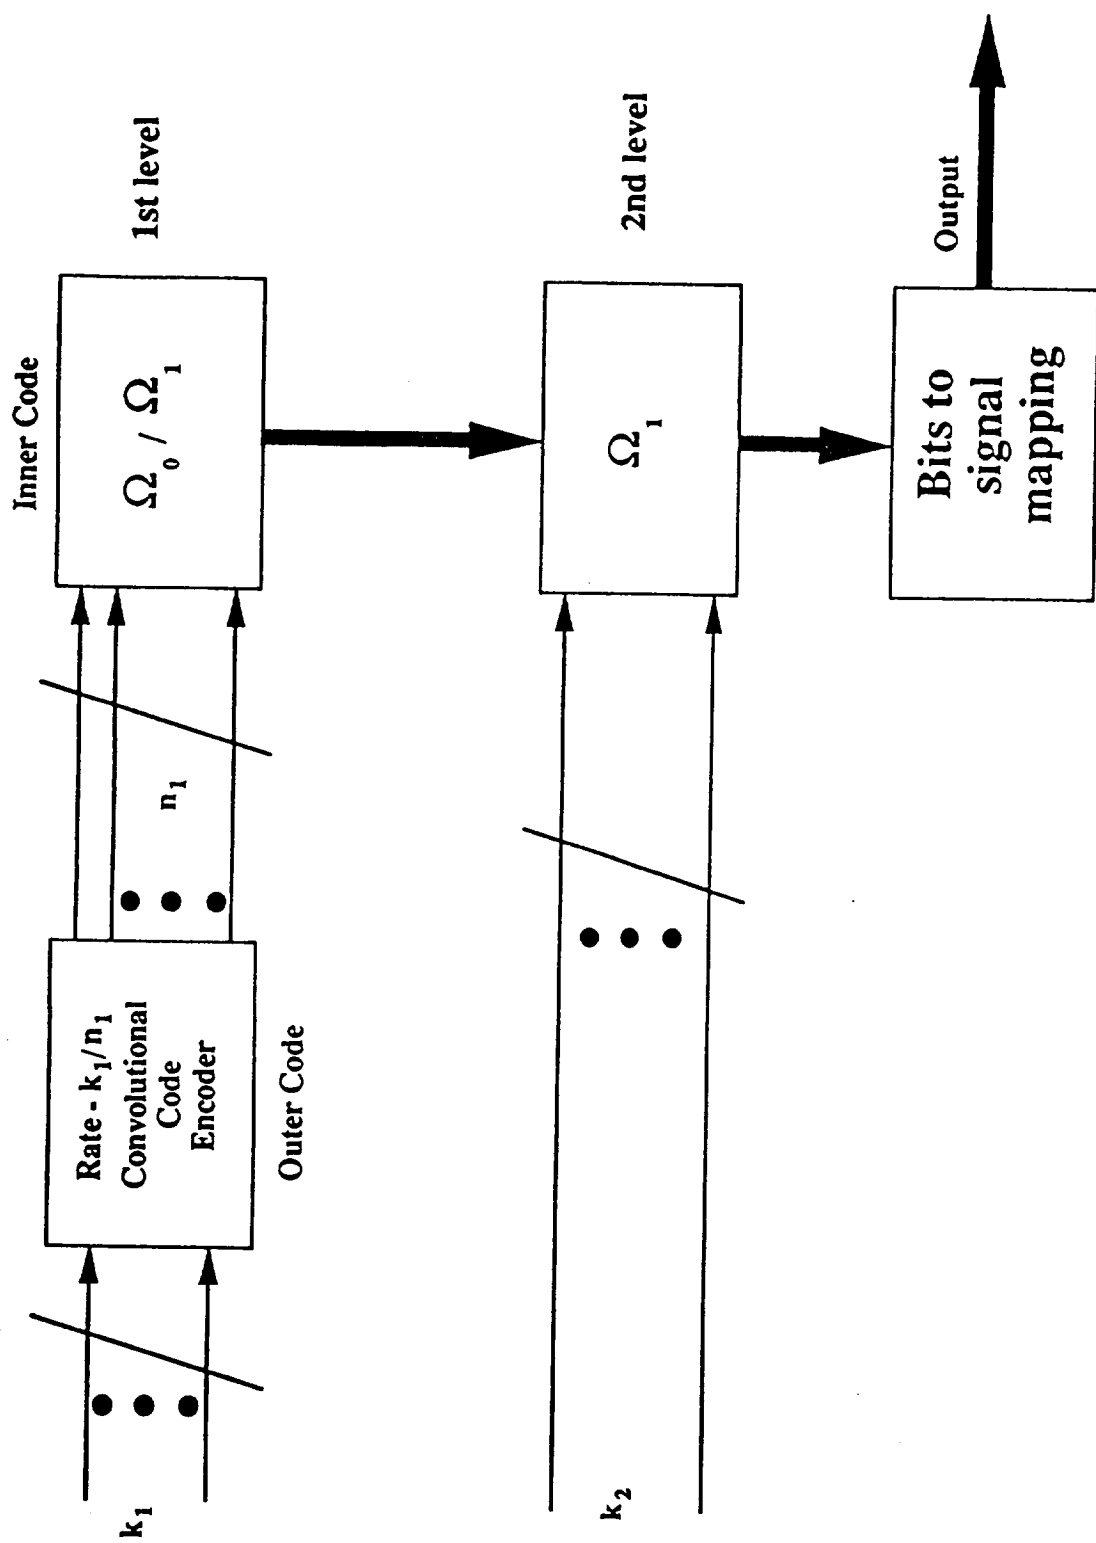 Inner Code
1st level
Ω₀ / Ω₁
n₁
Rate - k₁/n₁
Convolutional
Code
Encoder
Outer Code
k₁
2nd level
Ω₁
k₂
Output
Bits to
signal
mapping